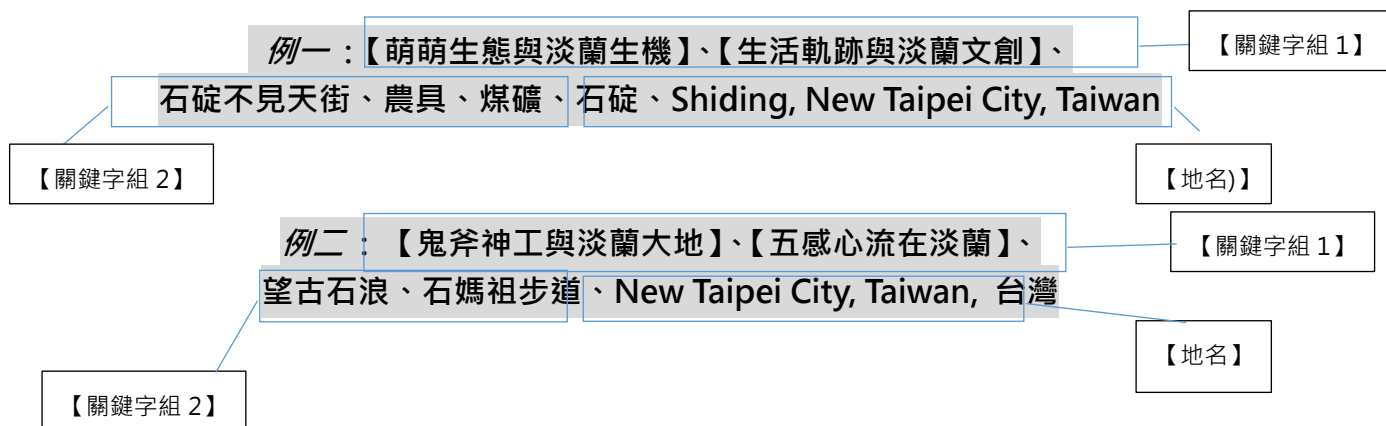 例一：【萌萌生態與淡蘭生機】、【生活軌跡與淡蘭文創】、
【關鍵字組 1】
石碇不見天街、農具、煤礦、石碇、Shiding, New Taipei City, Taiwan
【關鍵字組 2】
【地名)】
例二： 【鬼斧神工與淡蘭大地】、【五感心流在淡蘭】、
【關鍵字組 1】
望古石浪、石媽祖步道、New Taipei City, Taiwan, 台灣
【地名】
【關鍵字組 2】